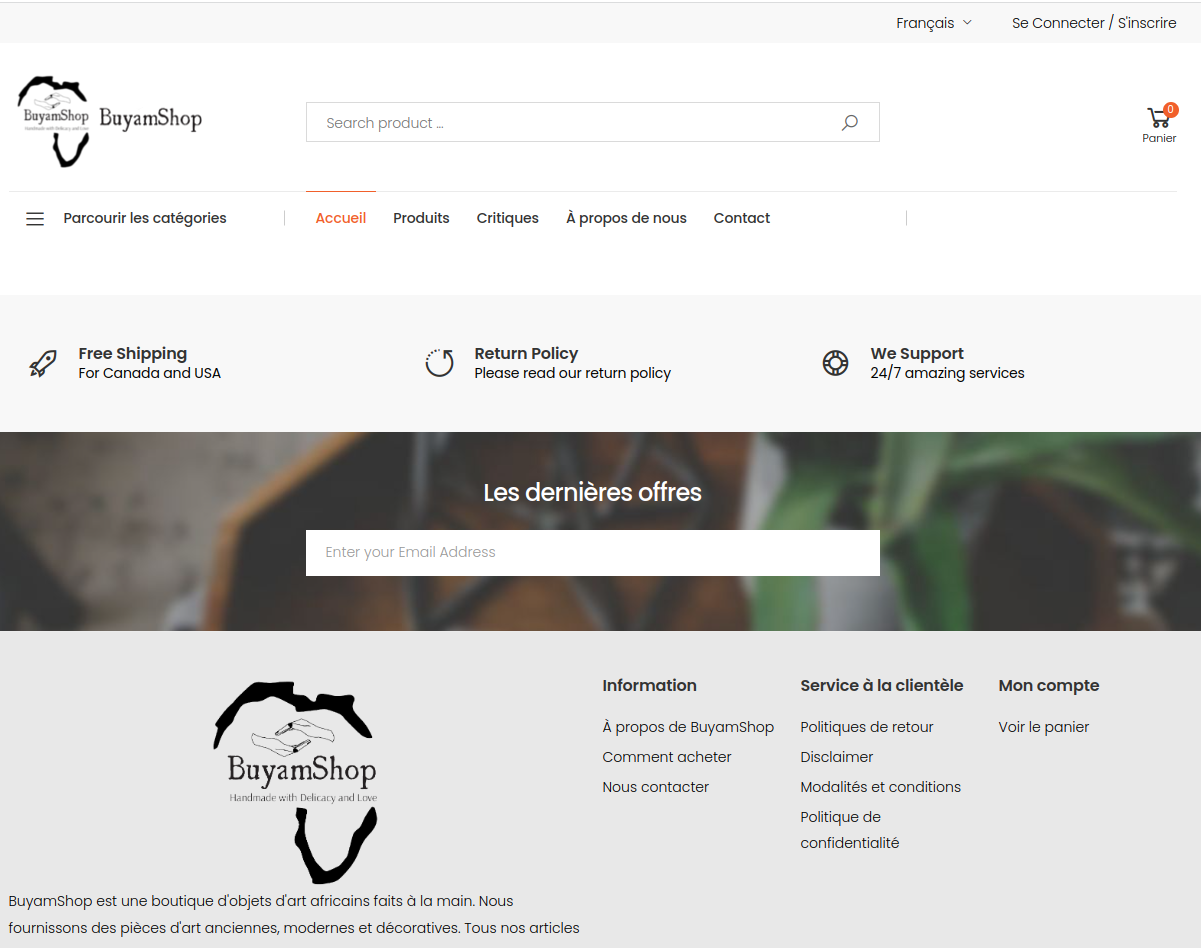 Français
Se Connecter / S'inscrire
BuyamShop
Handmade with Delicacy and Love
BuyamShop
Search product ...
0
Panier
Parcourir les catégories
Accueil
Produits
Critiques
À propos de nous
Contact
Free Shipping
For Canada and USA
Return Policy
Please read our return policy
We Support
24/7 amazing services
Les dernières offres
Enter your Email Address
BuyamShop
Handmade with Delicacy and Love
BuyamShop est une boutique d'objets d'art africains faits à la main. Nous
fournissons des pièces d'art anciennes, modernes et décoratives. Tous nos articles
Information
À propos de BuyamShop
Comment acheter
Nous contacter
Service à la clientèle
Politiques de retour
Disclaimer
Modalités et conditions
Politique de
confidentialité
Mon compte
Voir le panier